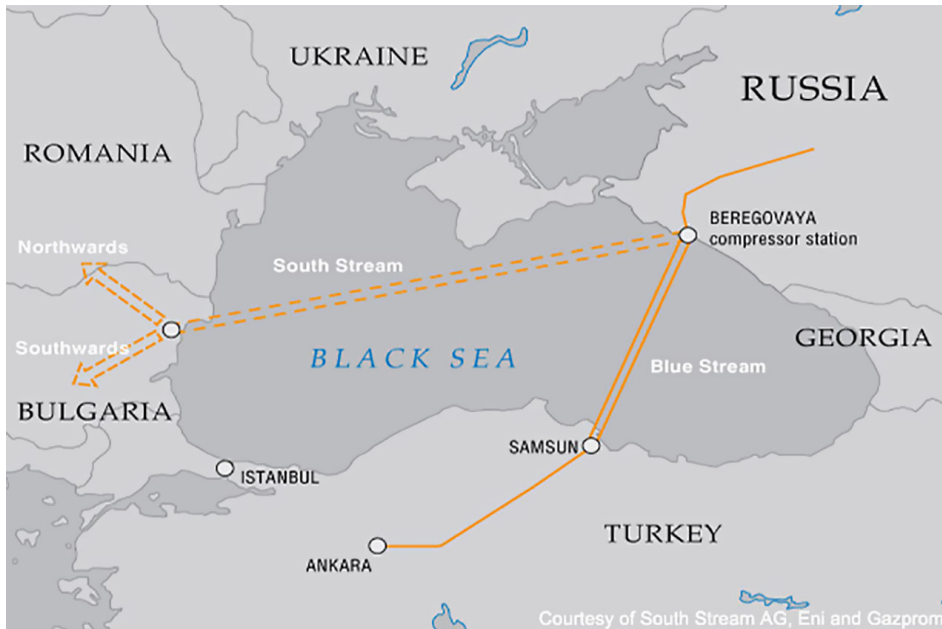 UKRAINE
RUSSIA
ROMANIA
BEREGOVAYA
compressor station
Northwards
South Stream
Southwards
GEORGIA
BLACK SEA
Blue Stream
BULGARIA
SAMSUN
ISTANBUL
TURKEY
ANKARA
Courtesy of South Stream AG, Eni and Gazprom